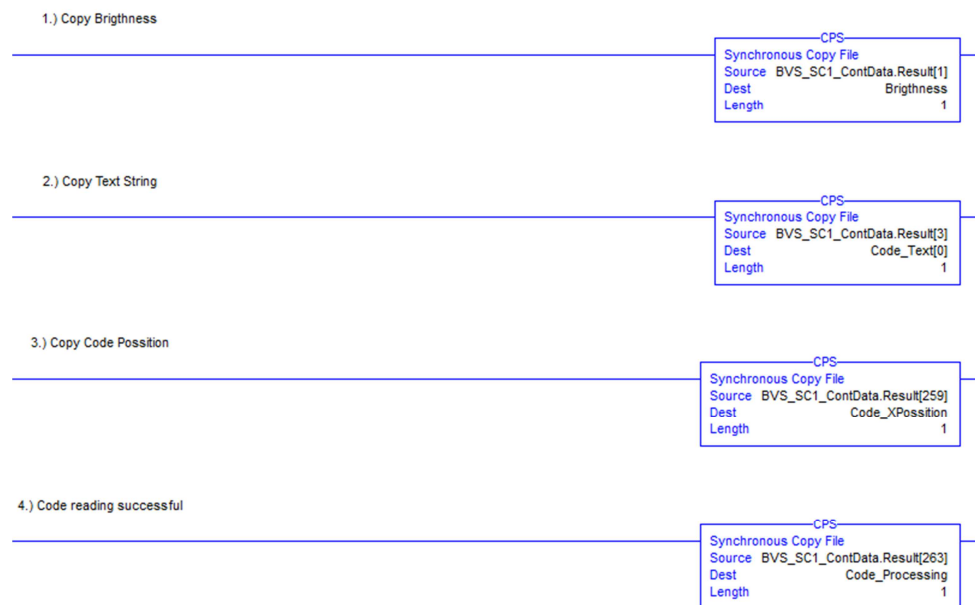 1.) Copy Brigthness
CPS
Synchronous Copy File
Source BVS_SC1_ContData.Result[1]
Dest Brigthness
Length 1
2.) Copy Text String
CPS
Synchronous Copy File
Source BVS_SC1_ContData.Result[3]
Dest Code_Text[0]
Length 1
3.) Copy Code Possition
CPS
Synchronous Copy File
Source BVS_SC1_ContData.Result[259]
Dest Code_XPossition
Length 1
4.) Code reading successful
CPS
Synchronous Copy File
Source BVS_SC1_ContData.Result[263]
Dest Code_Processing
Length 1